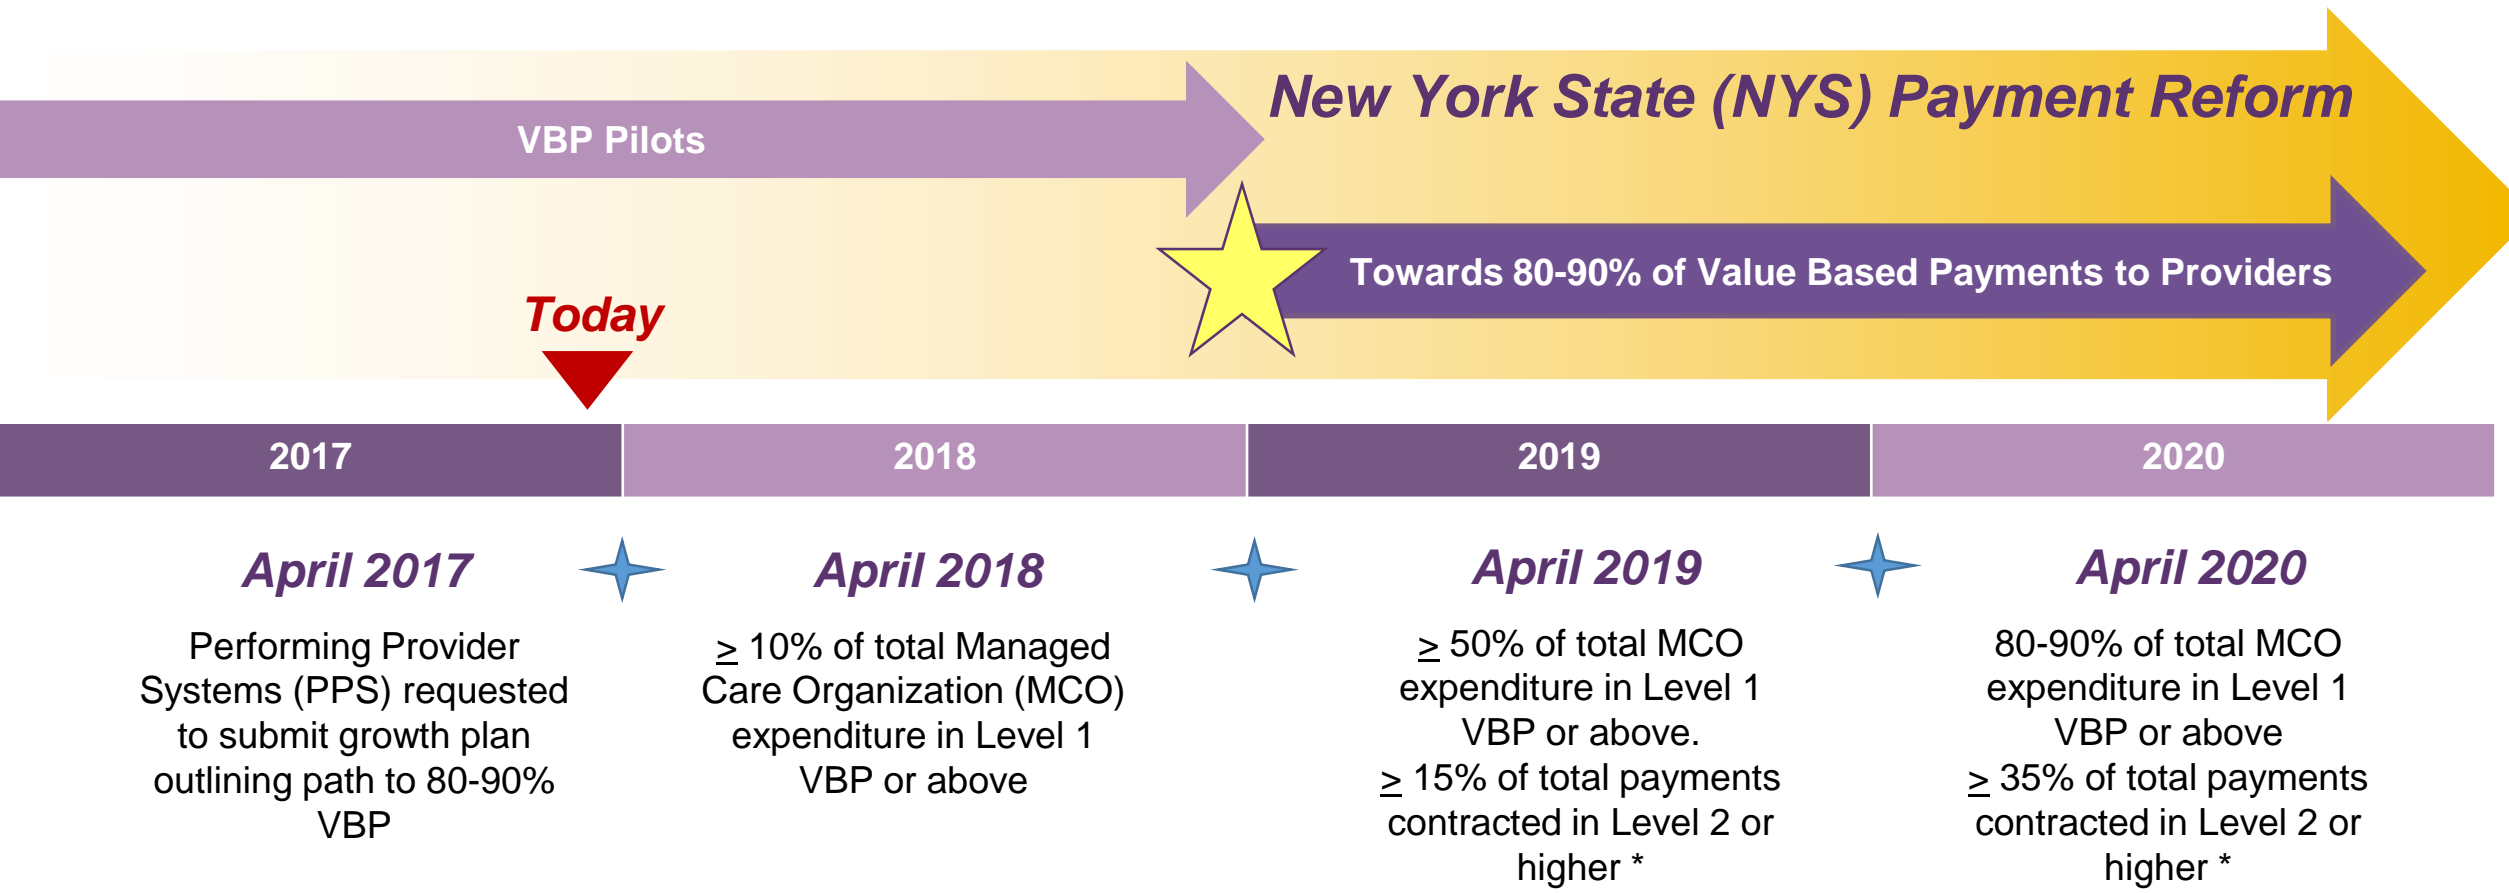 New York State (NYS) Payment Reform
VBP Pilots
Towards 80-90% of Value Based Payments to Providers
Today
2017
2018
2019
2020
April 2017
Performing Provider
Systems (PPS) requested
to submit growth plan
outlining path to 80-90%
VBP
April 2018
≥ 10% of total Managed
Care Organization (MCO)
expenditure in Level 1
VBP or above
April 2019
≥ 50% of total MCO
expenditure in Level 1
VBP or above.
≥ 15% of total payments
contracted in Level 2 or
higher *
April 2020
80-90% of total MCO
expenditure in Level 1
VBP or above
≥ 35% of total payments
contracted in Level 2 or
higher *